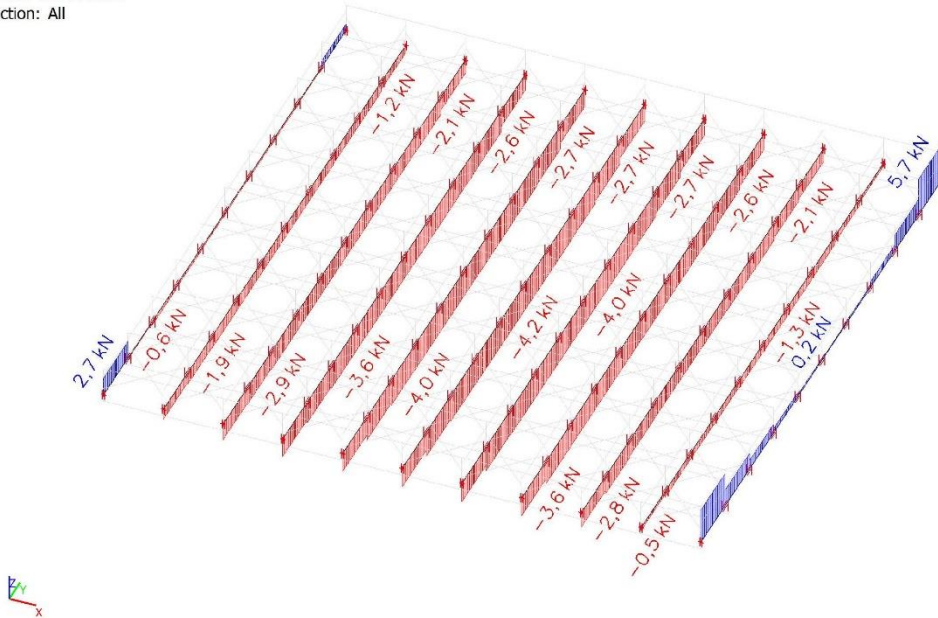 ction: All
5,7 kN
-1,2 kN
-2,1 kN
-2,6 kN
-2,7 kN
-2,7 kN
-2,7 kN
-2,6 kN
-2,1 kN
2,7 kN
-0,6 kN
-1,9 kN
-2,9 kN
-3,6 kN
-4,0 kN
-4,2 kN
-4,0 kN
-1,3 kN
0,2 kN
-3,6 kN
-2,8 kN
-0,5 kN
Z
Y
X